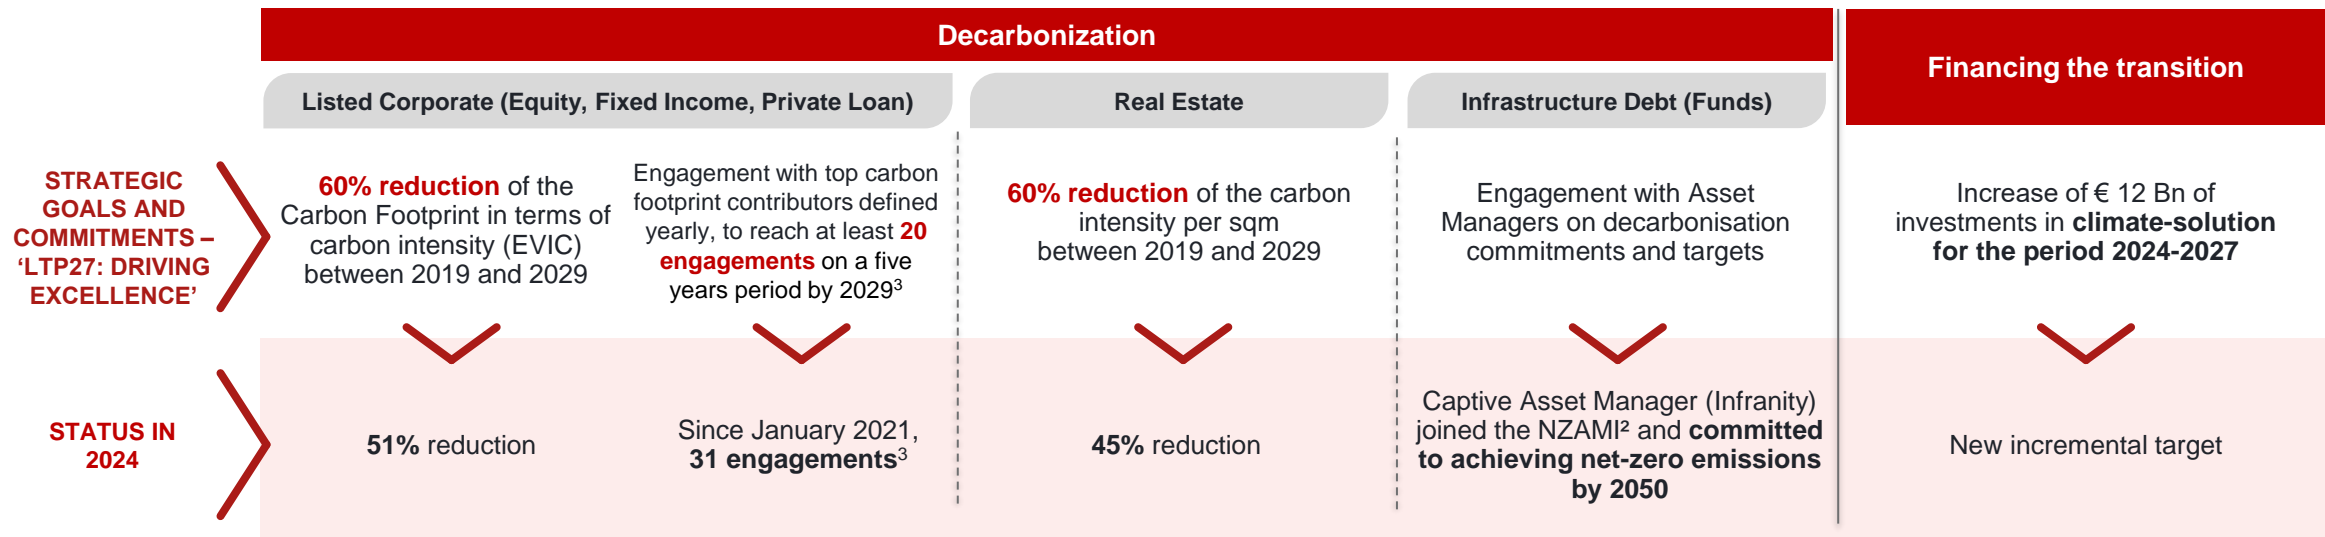 Decarbonization
Financing the transition
Listed Corporate (Equity, Fixed Income, Private Loan)
Real Estate
Infrastructure Debt (Funds)
STRATEGIC
GOALS AND
COMMITMENTS –
‘LTP27: DRIVING
EXCELLENCE’
60% reduction of the
Carbon Footprint in terms of
carbon intensity (EVIC)
between 2019 and 2029
Engagement with top carbon
footprint contributors defined
yearly, to reach at least 20
engagements on a five
years period by 2029³
60% reduction of the carbon
intensity per sqm
between 2019 and 2029
Engagement with Asset
Managers on decarbonisation
commitments and targets
Increase of € 12 Bn of
investments in climate-solution
for the period 2024-2027
STATUS IN
2024
51% reduction
Since January 2021,
31 engagements³
45% reduction
Captive Asset Manager (Infranity)
joined the NZAMI² and committed
to achieving net-zero emissions
by 2050
New incremental target